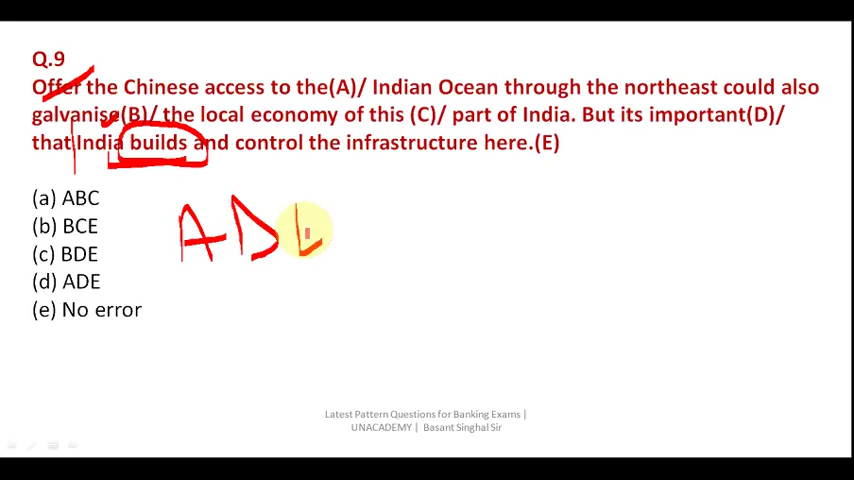 Q.9
Offer the Chinese access to the(A)/ Indian Ocean through the northeast could also
galvanise(B)/ the local economy of this (C)/ part of India. But its important(D)/
that India builds and control the infrastructure here.(E)
(a) ABC
(b) BCE
(c) BDE
(d) ADE
(e) No error
A D L
Latest Pattern Questions for Banking Exams |
UNACADEMY | Basant Singhal Sir